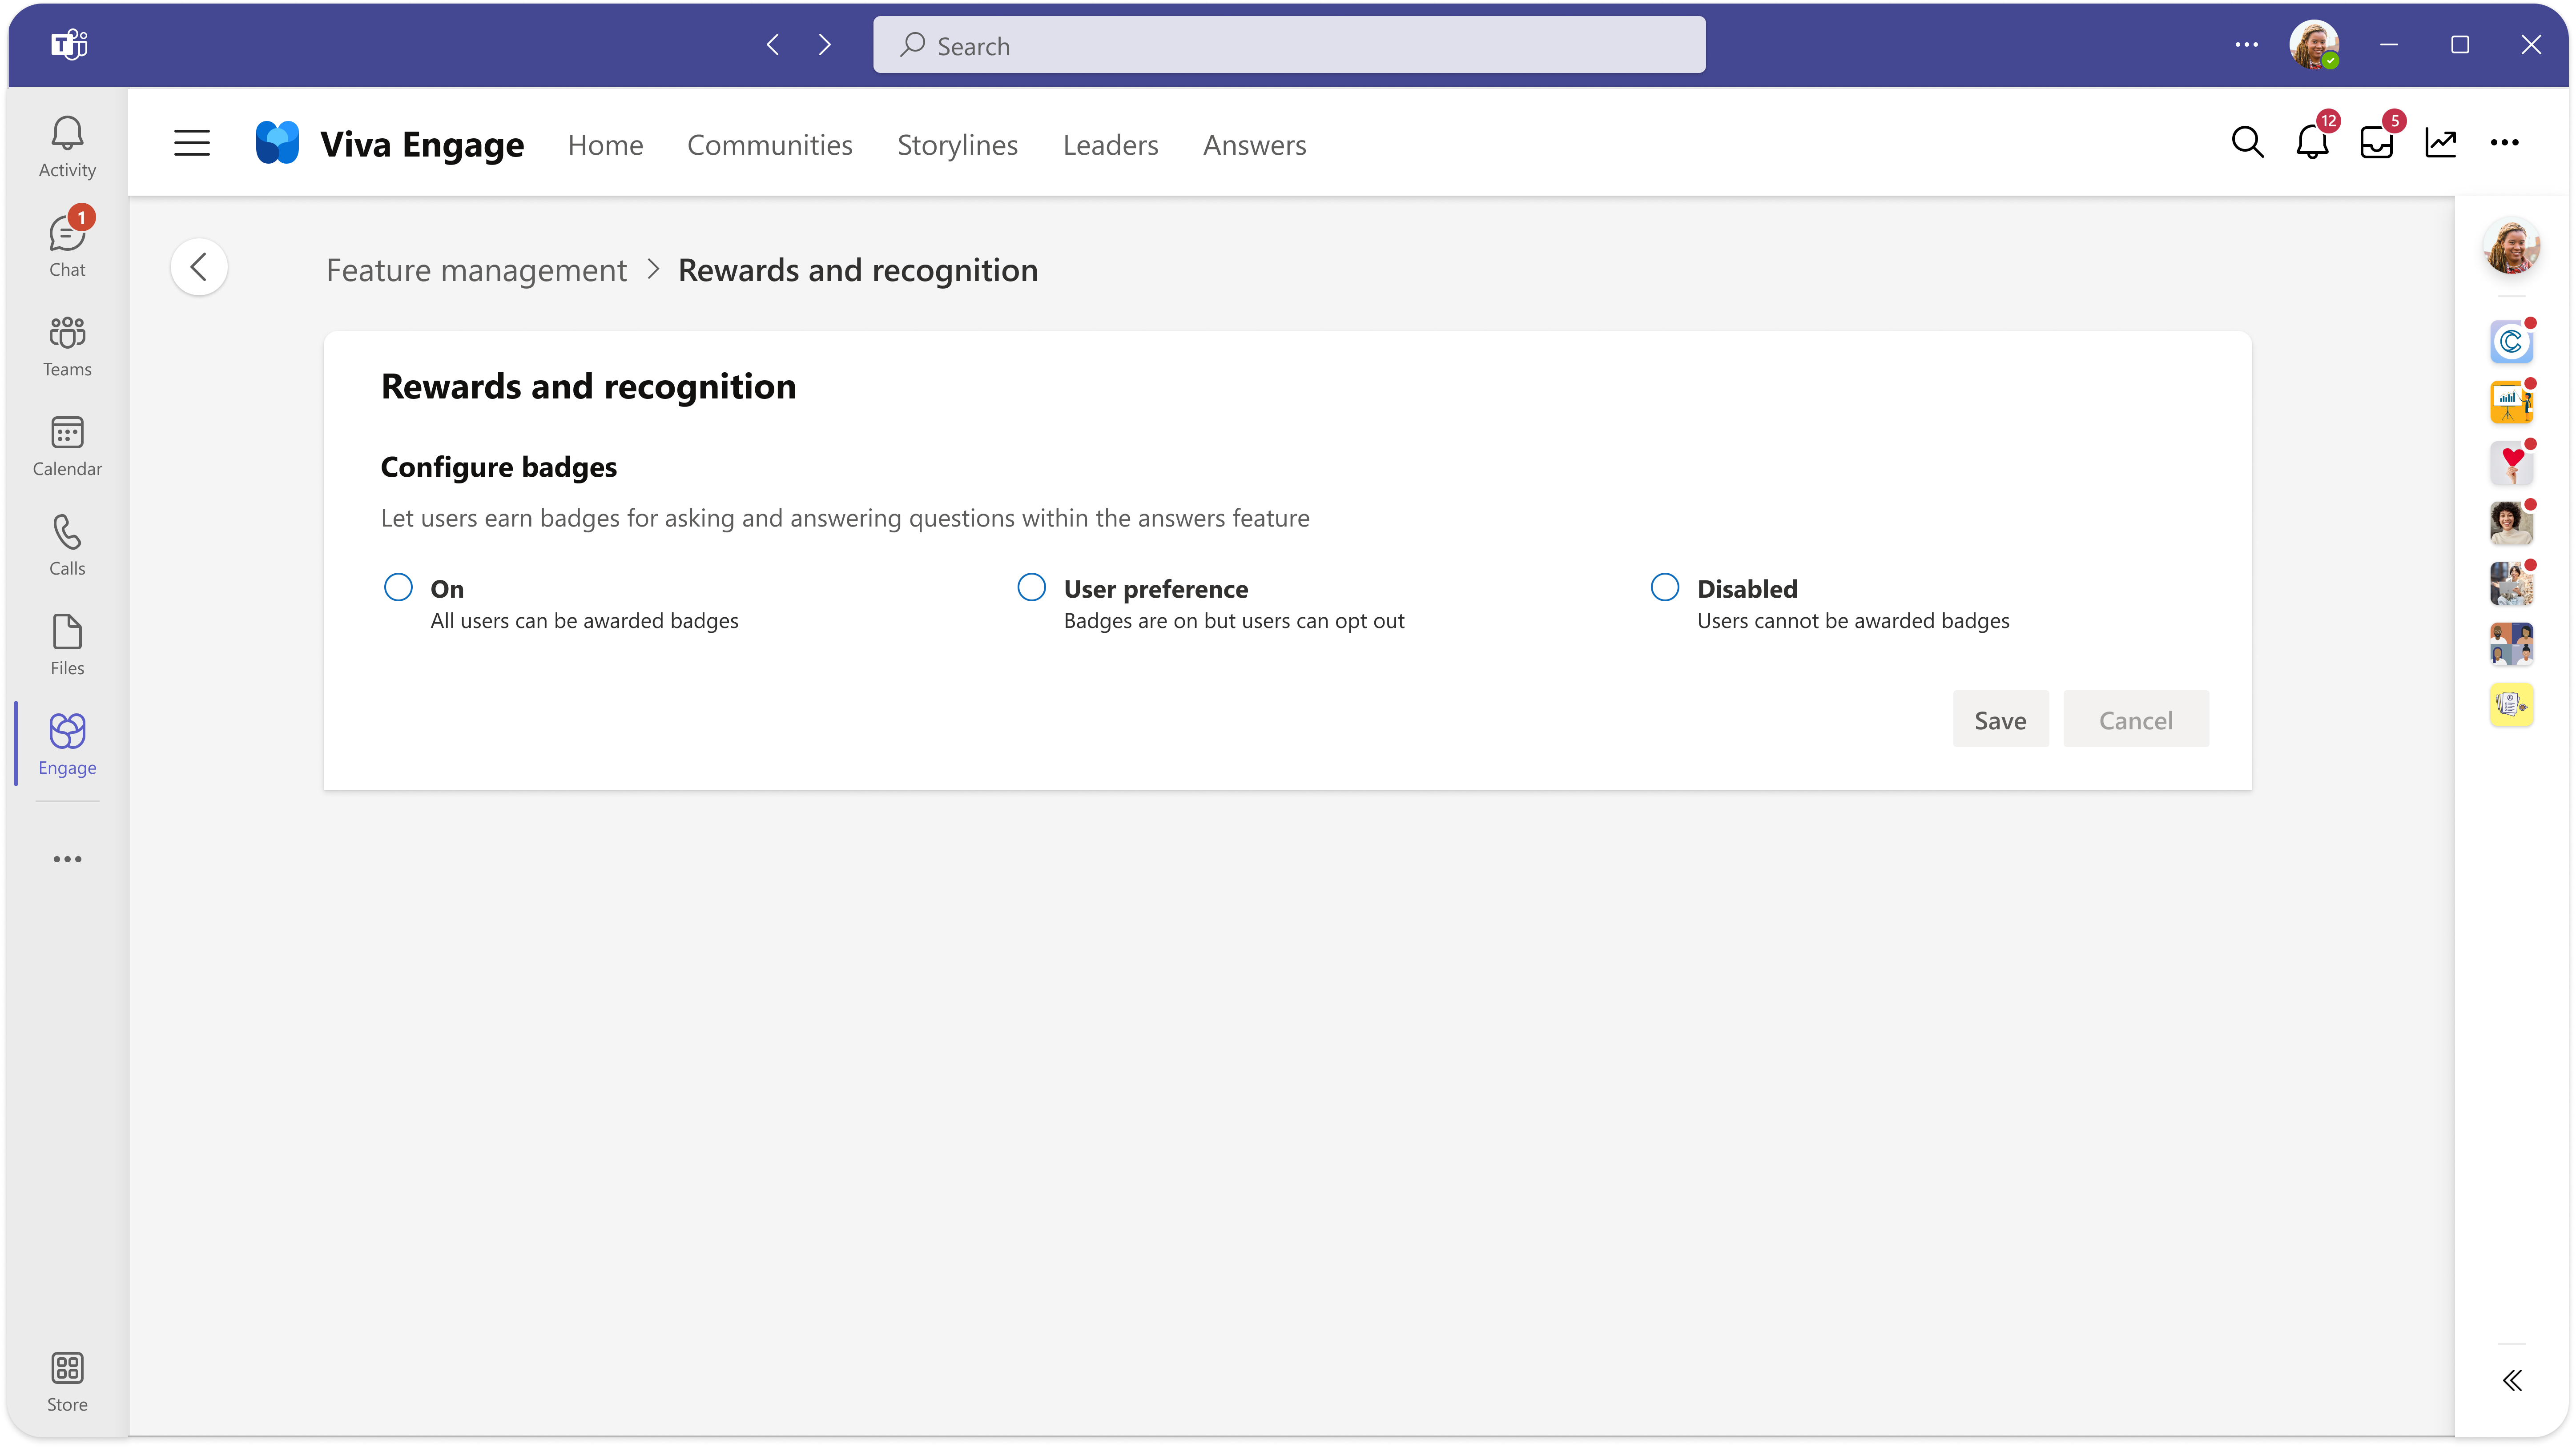 Search
Activity
1
Chat
Teams
Calendar
Calls
Files
Engage
Store
Viva Engage
Home
Communities
Storylines
Leaders
Answers
12
5
Feature management
Rewards and recognition
Rewards and recognition
Configure badges
Let users earn badges for asking and answering questions within the answers feature
On
All users can be awarded badges
User preference
Badges are on but users can opt out
Disabled
Users cannot be awarded badges
Save
Cancel